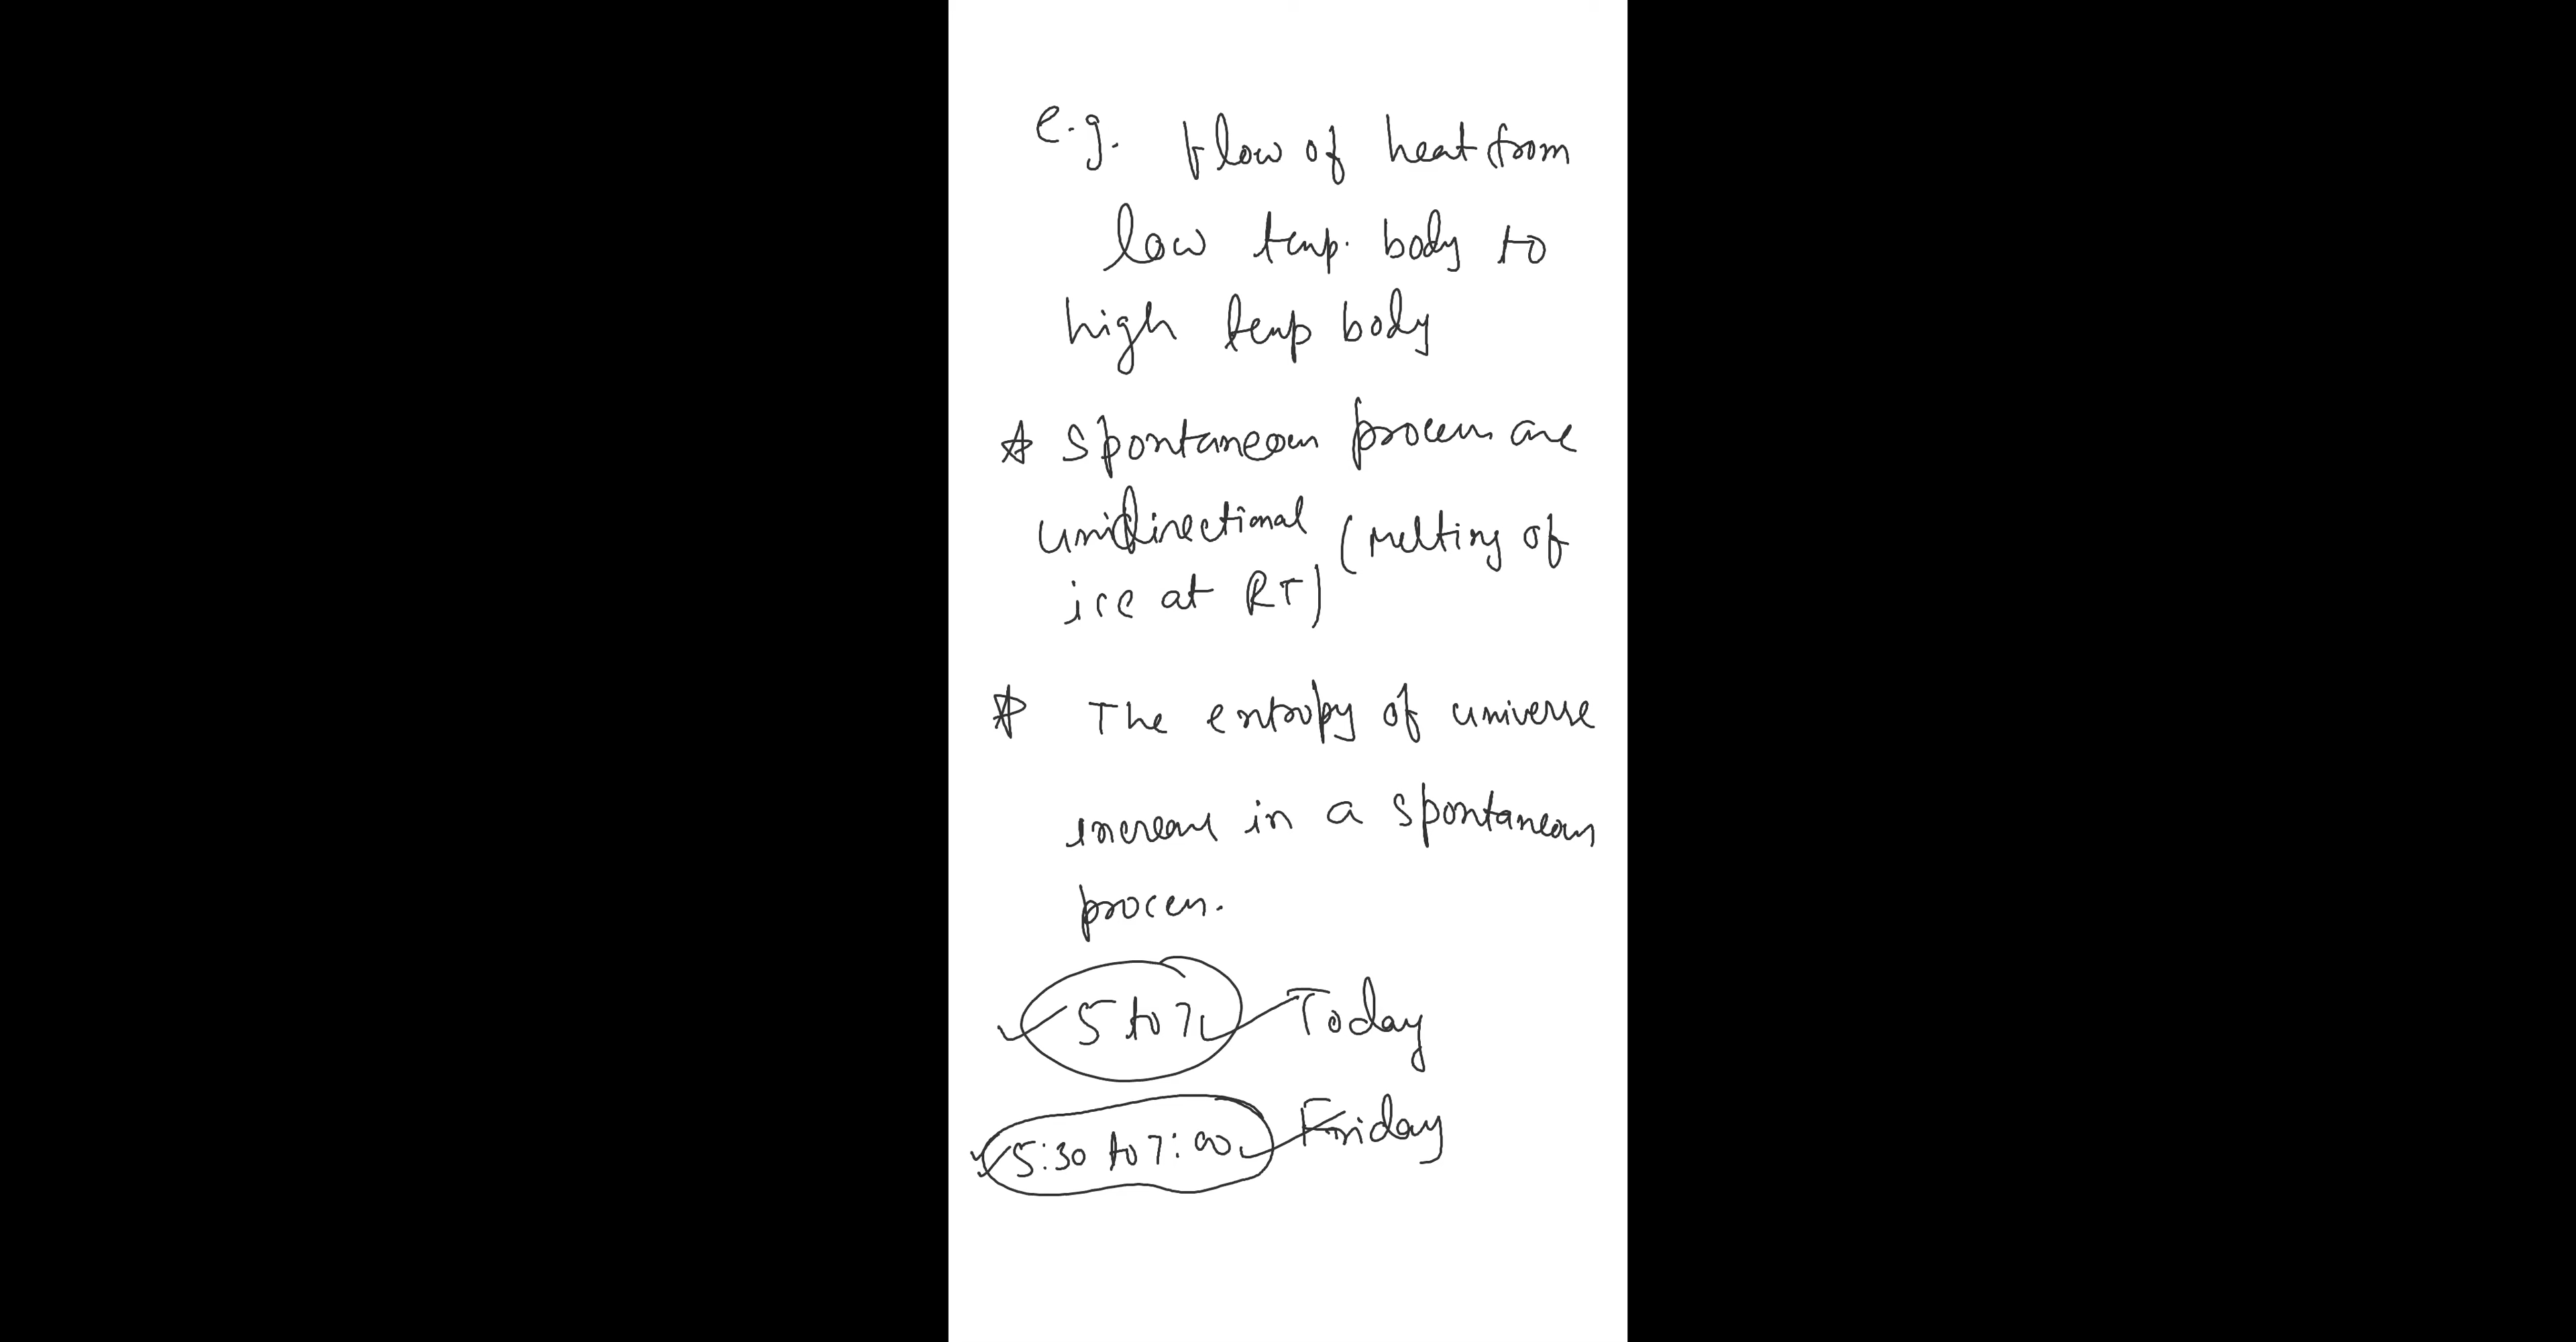 e.g. Flow of heat from
low temp. body to
high temp body
☆ Spontaneous process are
unidirectional (Melting of
ice at RT)
☆ The entropy of universe
increase in a spontaneous
process.
5 to 7 Today
5:30 to 7:00 Friday